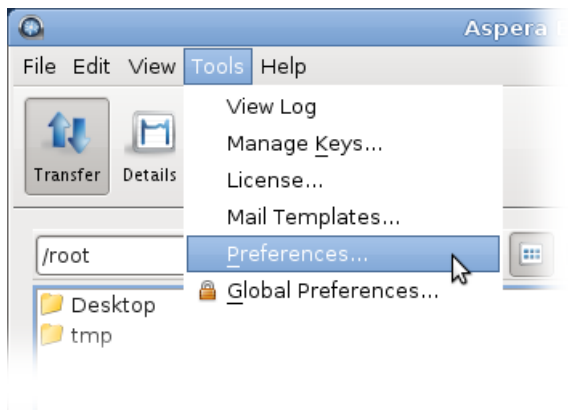 Aspera
File Edit View Tools Help
View Log
Manage Keys...
License...
Mail Templates...
Preferences...
Global Preferences...
Transfer Details
/root
Desktop
tmp